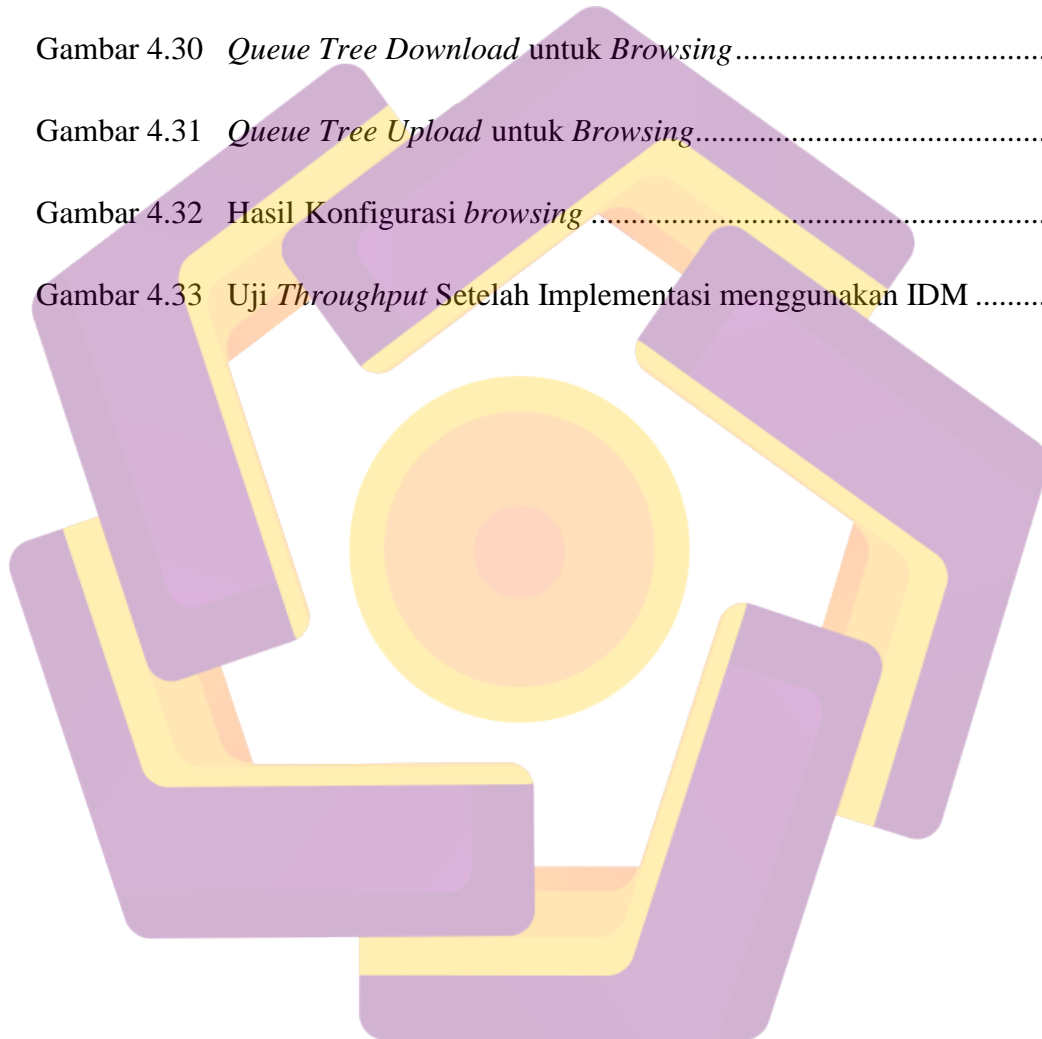 Gambar 4.30 Queue Tree Download untuk Browsing.......................................
Gambar 4.31 Queue Tree Upload untuk Browsing............................................
Gambar 4.32 Hasil Konfigurasi browsing .........................................................
Gambar 4.33 Uji Throughput Setelah Implementasi menggunakan IDM .........